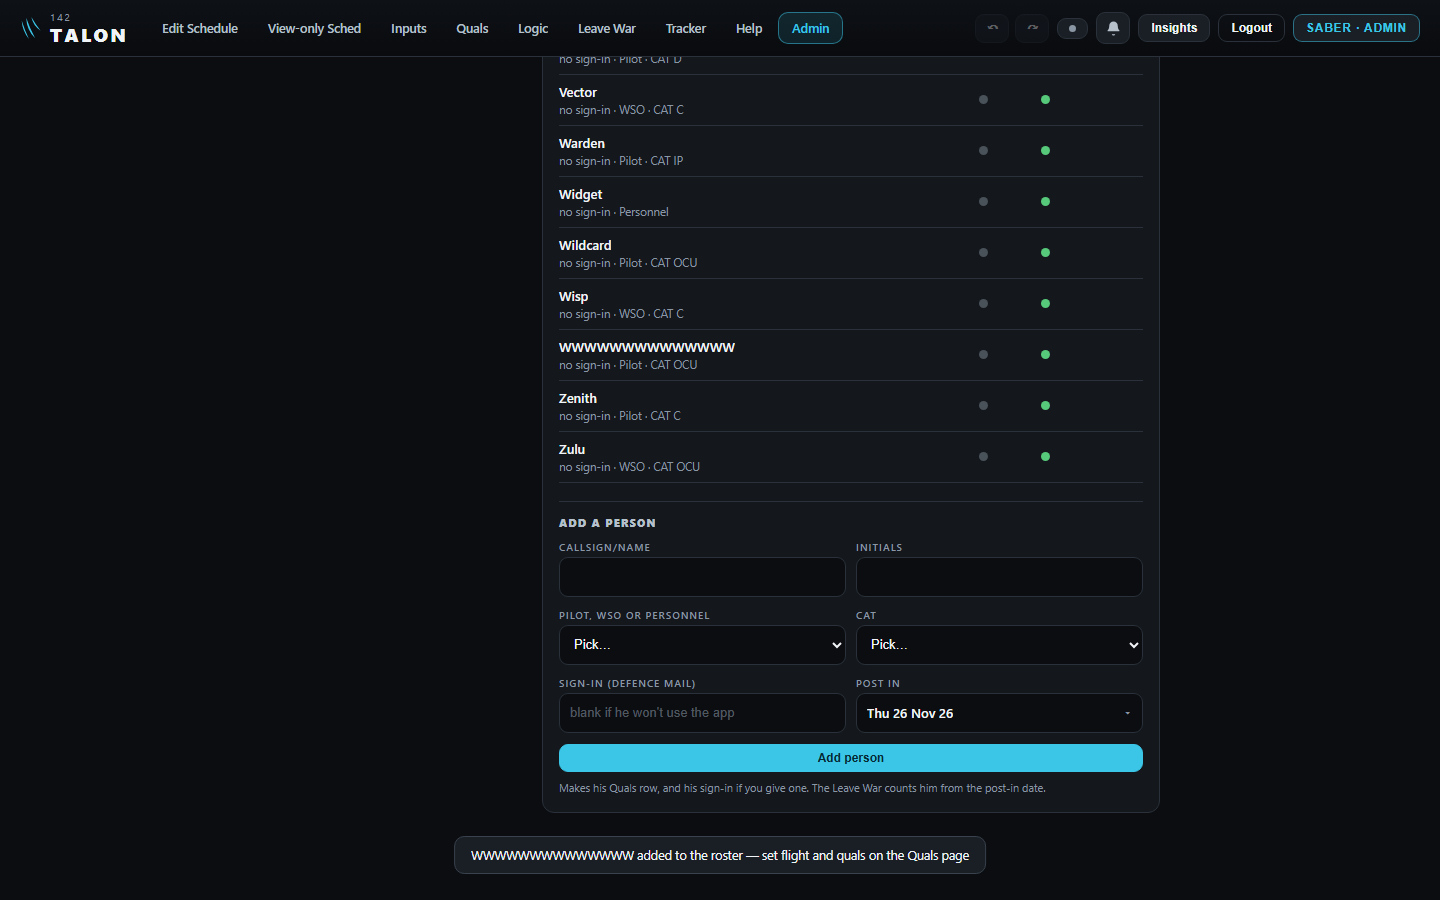 142
TALON
Edit Schedule
View-only Sched
Inputs
Quals
Logic
Leave War
Tracker
Help
Admin
Insights
Logout
SABER · ADMIN
no sign-in · Pilot · CAT D
Vector
no sign-in · WSO · CAT C
Warden
no sign-in · Pilot · CAT IP
Widget
no sign-in · Personnel
Wildcard
no sign-in · Pilot · CAT OCU
Wisp
no sign-in · WSO · CAT C
WWWWWWWWWWWWWW
no sign-in · Pilot · CAT OCU
Zenith
no sign-in · Pilot · CAT C
Zulu
no sign-in · WSO · CAT OCU
ADD A PERSON
CALLSIGN/NAME
INITIALS
PILOT, WSO OR PERSONNEL
CAT
Pick...
Pick...
SIGN-IN (DEFENCE MAIL)
POST IN
blank if he won't use the app
Thu 26 Nov 26
Add person
Makes his Quals row, and his sign-in if you give one. The Leave War counts him from the post-in date.
WWWWWWWWWWWWWW added to the roster — set flight and quals on the Quals page